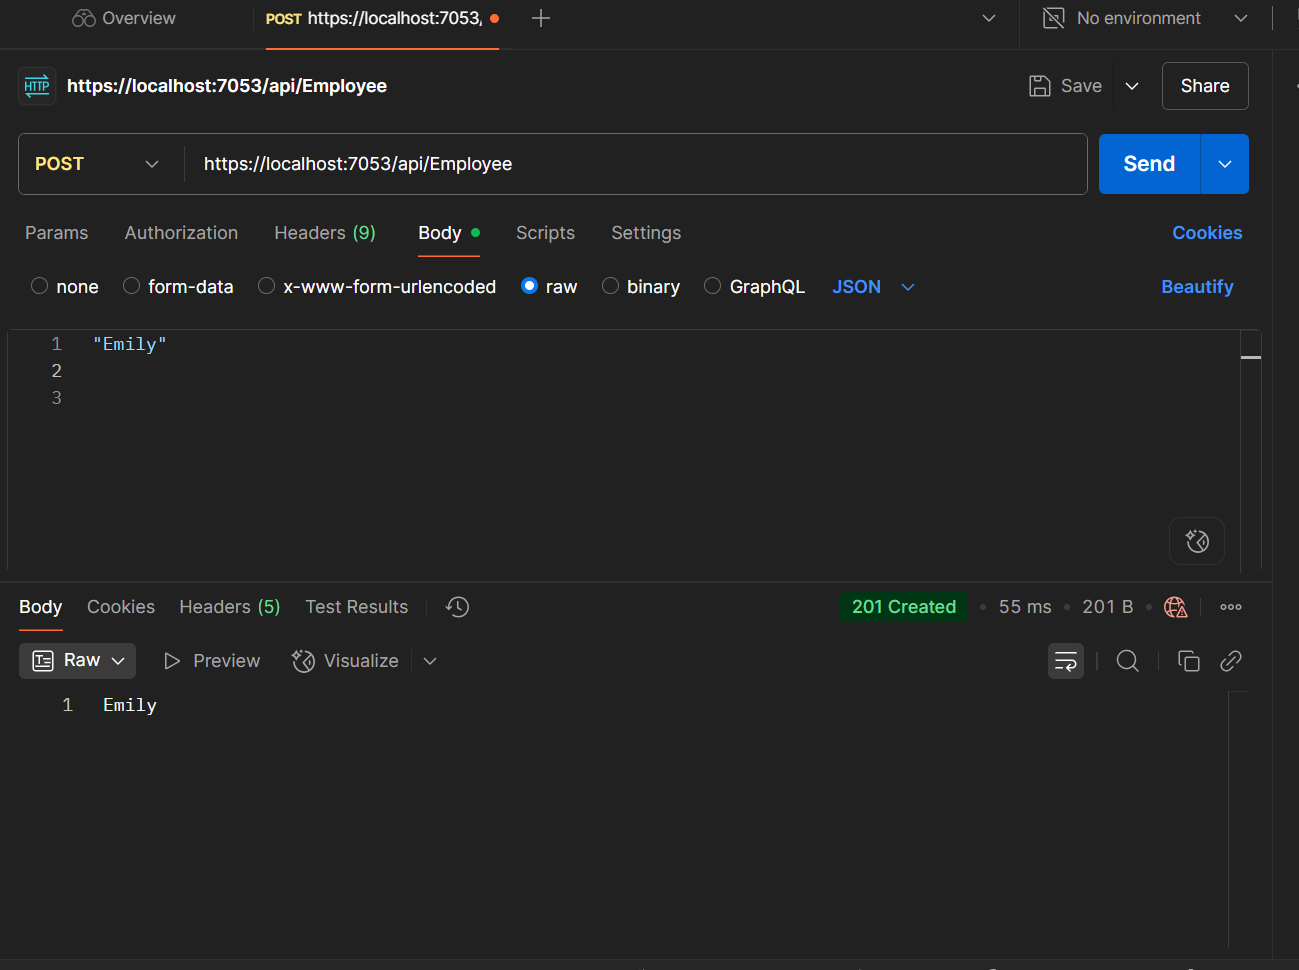 Overview
POST https://localhost:7053,
No environment
HTTP https://localhost:7053/api/Employee
Save
Share
POST
https://localhost:7053/api/Employee
Send
Params
Authorization
Headers (9)
Body
Scripts
Settings
Cookies
none
form-data
x-www-form-urlencoded
raw
binary
GraphQL
JSON
Beautify
1 "Emily"
2
3
Body
Cookies
Headers (5)
Test Results
201 Created
55 ms
201 B
Raw
Preview
Visualize
1 Emily